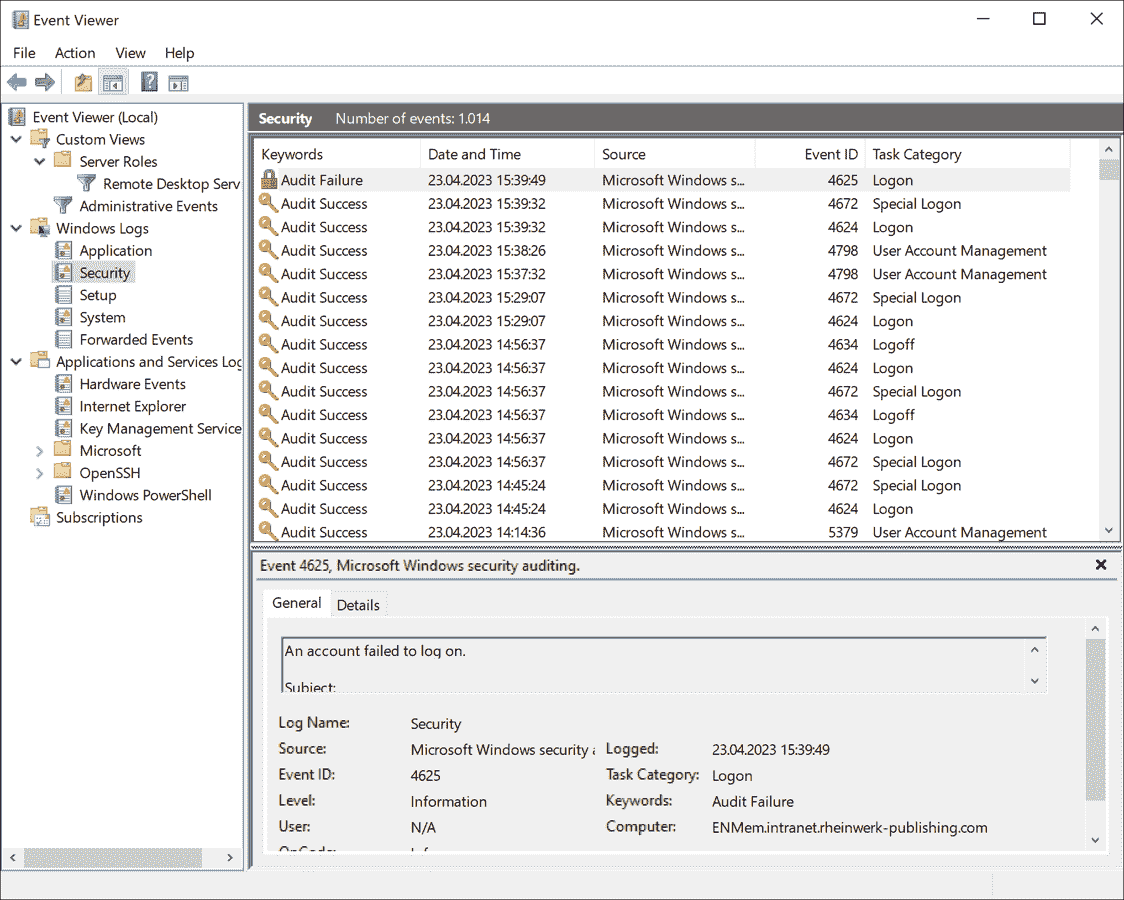 Event Viewer
File Action View Help
Event Viewer (Local)
Custom Views
Server Roles
Remote Desktop Serv
Administrative Events
Windows Logs
Application
Security
Setup
System
Forwarded Events
Applications and Services Log
Hardware Events
Internet Explorer
Key Management Service
Microsoft
OpenSSH
Windows PowerShell
Subscriptions
Security Number of events: 1.014
Keywords Date and Time Source Event ID Task Category
Audit Failure 23.04.2023 15:39:49 Microsoft Windows s... 4625 Logon
Audit Success 23.04.2023 15:39:32 Microsoft Windows s... 4672 Special Logon
Audit Success 23.04.2023 15:39:32 Microsoft Windows s... 4624 Logon
Audit Success 23.04.2023 15:38:26 Microsoft Windows s... 4798 User Account Management
Audit Success 23.04.2023 15:37:32 Microsoft Windows s... 4798 User Account Management
Audit Success 23.04.2023 15:29:07 Microsoft Windows s... 4672 Special Logon
Audit Success 23.04.2023 15:29:07 Microsoft Windows s... 4624 Logon
Audit Success 23.04.2023 14:56:37 Microsoft Windows s... 4634 Logoff
Audit Success 23.04.2023 14:56:37 Microsoft Windows s... 4624 Logon
Audit Success 23.04.2023 14:56:37 Microsoft Windows s... 4672 Special Logon
Audit Success 23.04.2023 14:56:37 Microsoft Windows s... 4634 Logoff
Audit Success 23.04.2023 14:56:37 Microsoft Windows s... 4624 Logon
Audit Success 23.04.2023 14:56:37 Microsoft Windows s... 4672 Special Logon
Audit Success 23.04.2023 14:45:24 Microsoft Windows s... 4672 Special Logon
Audit Success 23.04.2023 14:45:24 Microsoft Windows s... 4624 Logon
Audit Success 23.04.2023 14:14:36 Microsoft Windows s... 5379 User Account Management
Event 4625, Microsoft Windows security auditing.
General Details
An account failed to log on.
Subject:
Log Name: Security
Source: Microsoft Windows security Logged: 23.04.2023 15:39:49
Event ID: 4625 Task Category: Logon
Level: Information Keywords: Audit Failure
User: N/A Computer: ENMem.intranet.rheinwerk-publishing.com
OpCode: